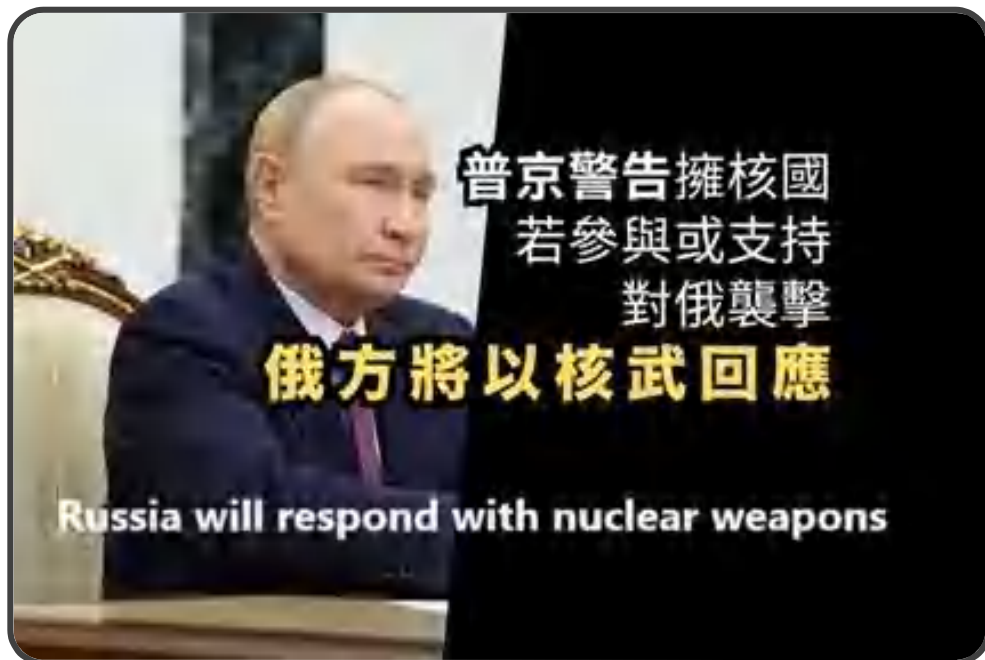 普京警告擁核國
若參與或支持
對俄襲擊
俄方將以核武回應
Russia will respond with nuclear weapons